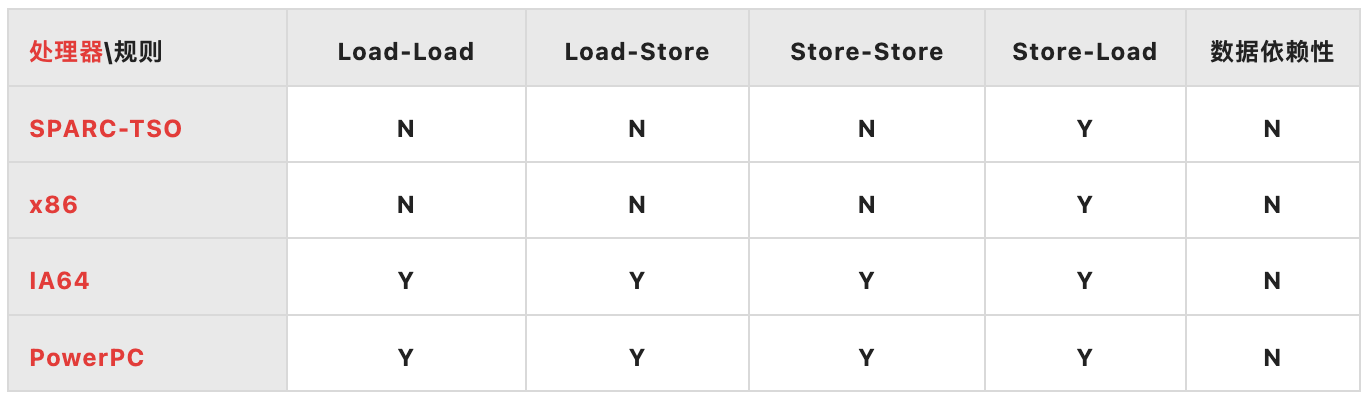 处理器\规则 Load-Load Load-Store Store-Store Store-Load 数据依赖性
SPARC-TSO N N N Y N
x86 N N N Y N
IA64 Y Y Y Y N
PowerPC Y Y Y Y N